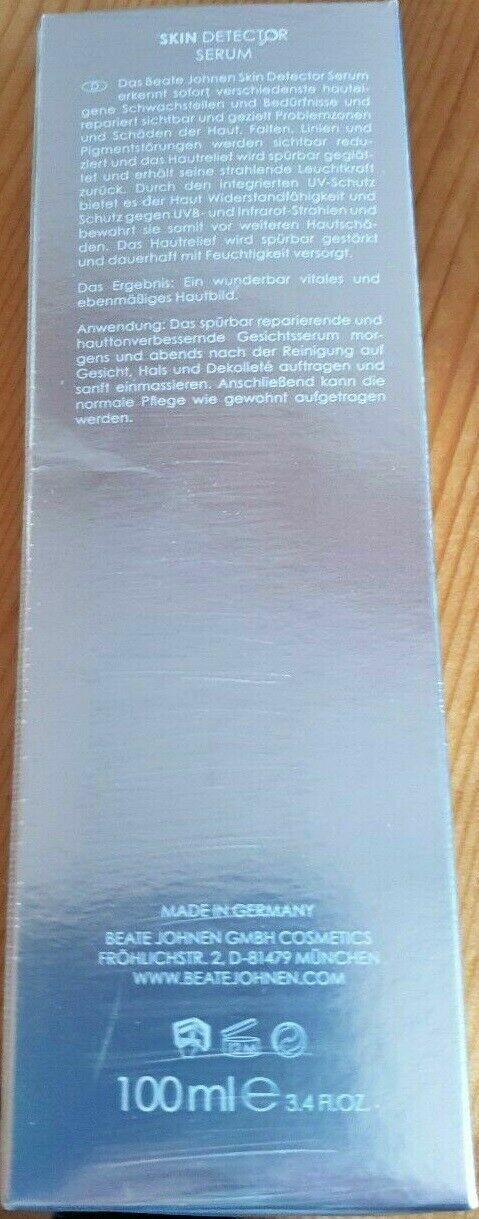 SKIN DETECTOR
SERUM
D Das Beate Johnen Skin Detector Serum
erkennt sofort verschiedenste hautei-
gene Schwachstellen und Bedürfnisse und
repariert sichtbar und gezielt Problemzonen
und Schäden der Haut. Falten, Linien und
Pigmentstörungen werden sichtbar redu-
ziert und das Hautrelief wird spürbar geglät-
tet und erhält seine strahlende Leuchtkraft
zurück. Durch den integrierten UV-Schutz
bietet es der Haut Widerstandfähigkeit und
Schutz gegen UVB- und Infrarot-Strahlen und
bewahrt sie somit vor weiteren Hautschä-
den. Das Hautrelief wird spürbar gestärkt
und dauerhaft mit Feuchtigkeit versorgt.
Das Ergebnis: Ein wunderbar vitales und
ebenmäßiges Hautbild.
Anwendung: Das spürbar reparierende und
hauttonverbessernde Gesichtsserum mor-
gens und abends nach der Reinigung auf
Gesicht, Hals und Dekolleté auftragen und
sanft einmassieren. Anschließend kann die
normale Pflege wie gewohnt aufgetragen
werden.
MADE IN GERMANY
BEATE JOHNEN GMBH COSMETICS
FRÖHLICHSTR. 2, D-81479 MÜNCHEN
WWW.BEATEJOHNEN.COM
100ml e 3.4 FL.OZ.